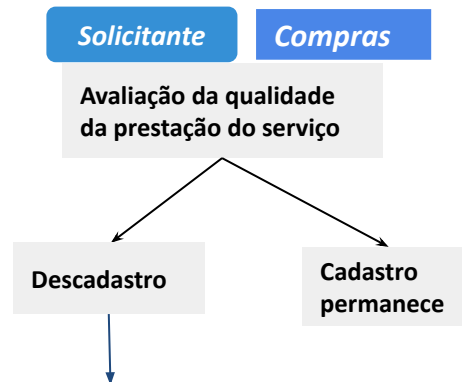 Solicitante
Compras
Avaliação da qualidade
da prestação do serviço
Descadastro
Cadastro
permanece